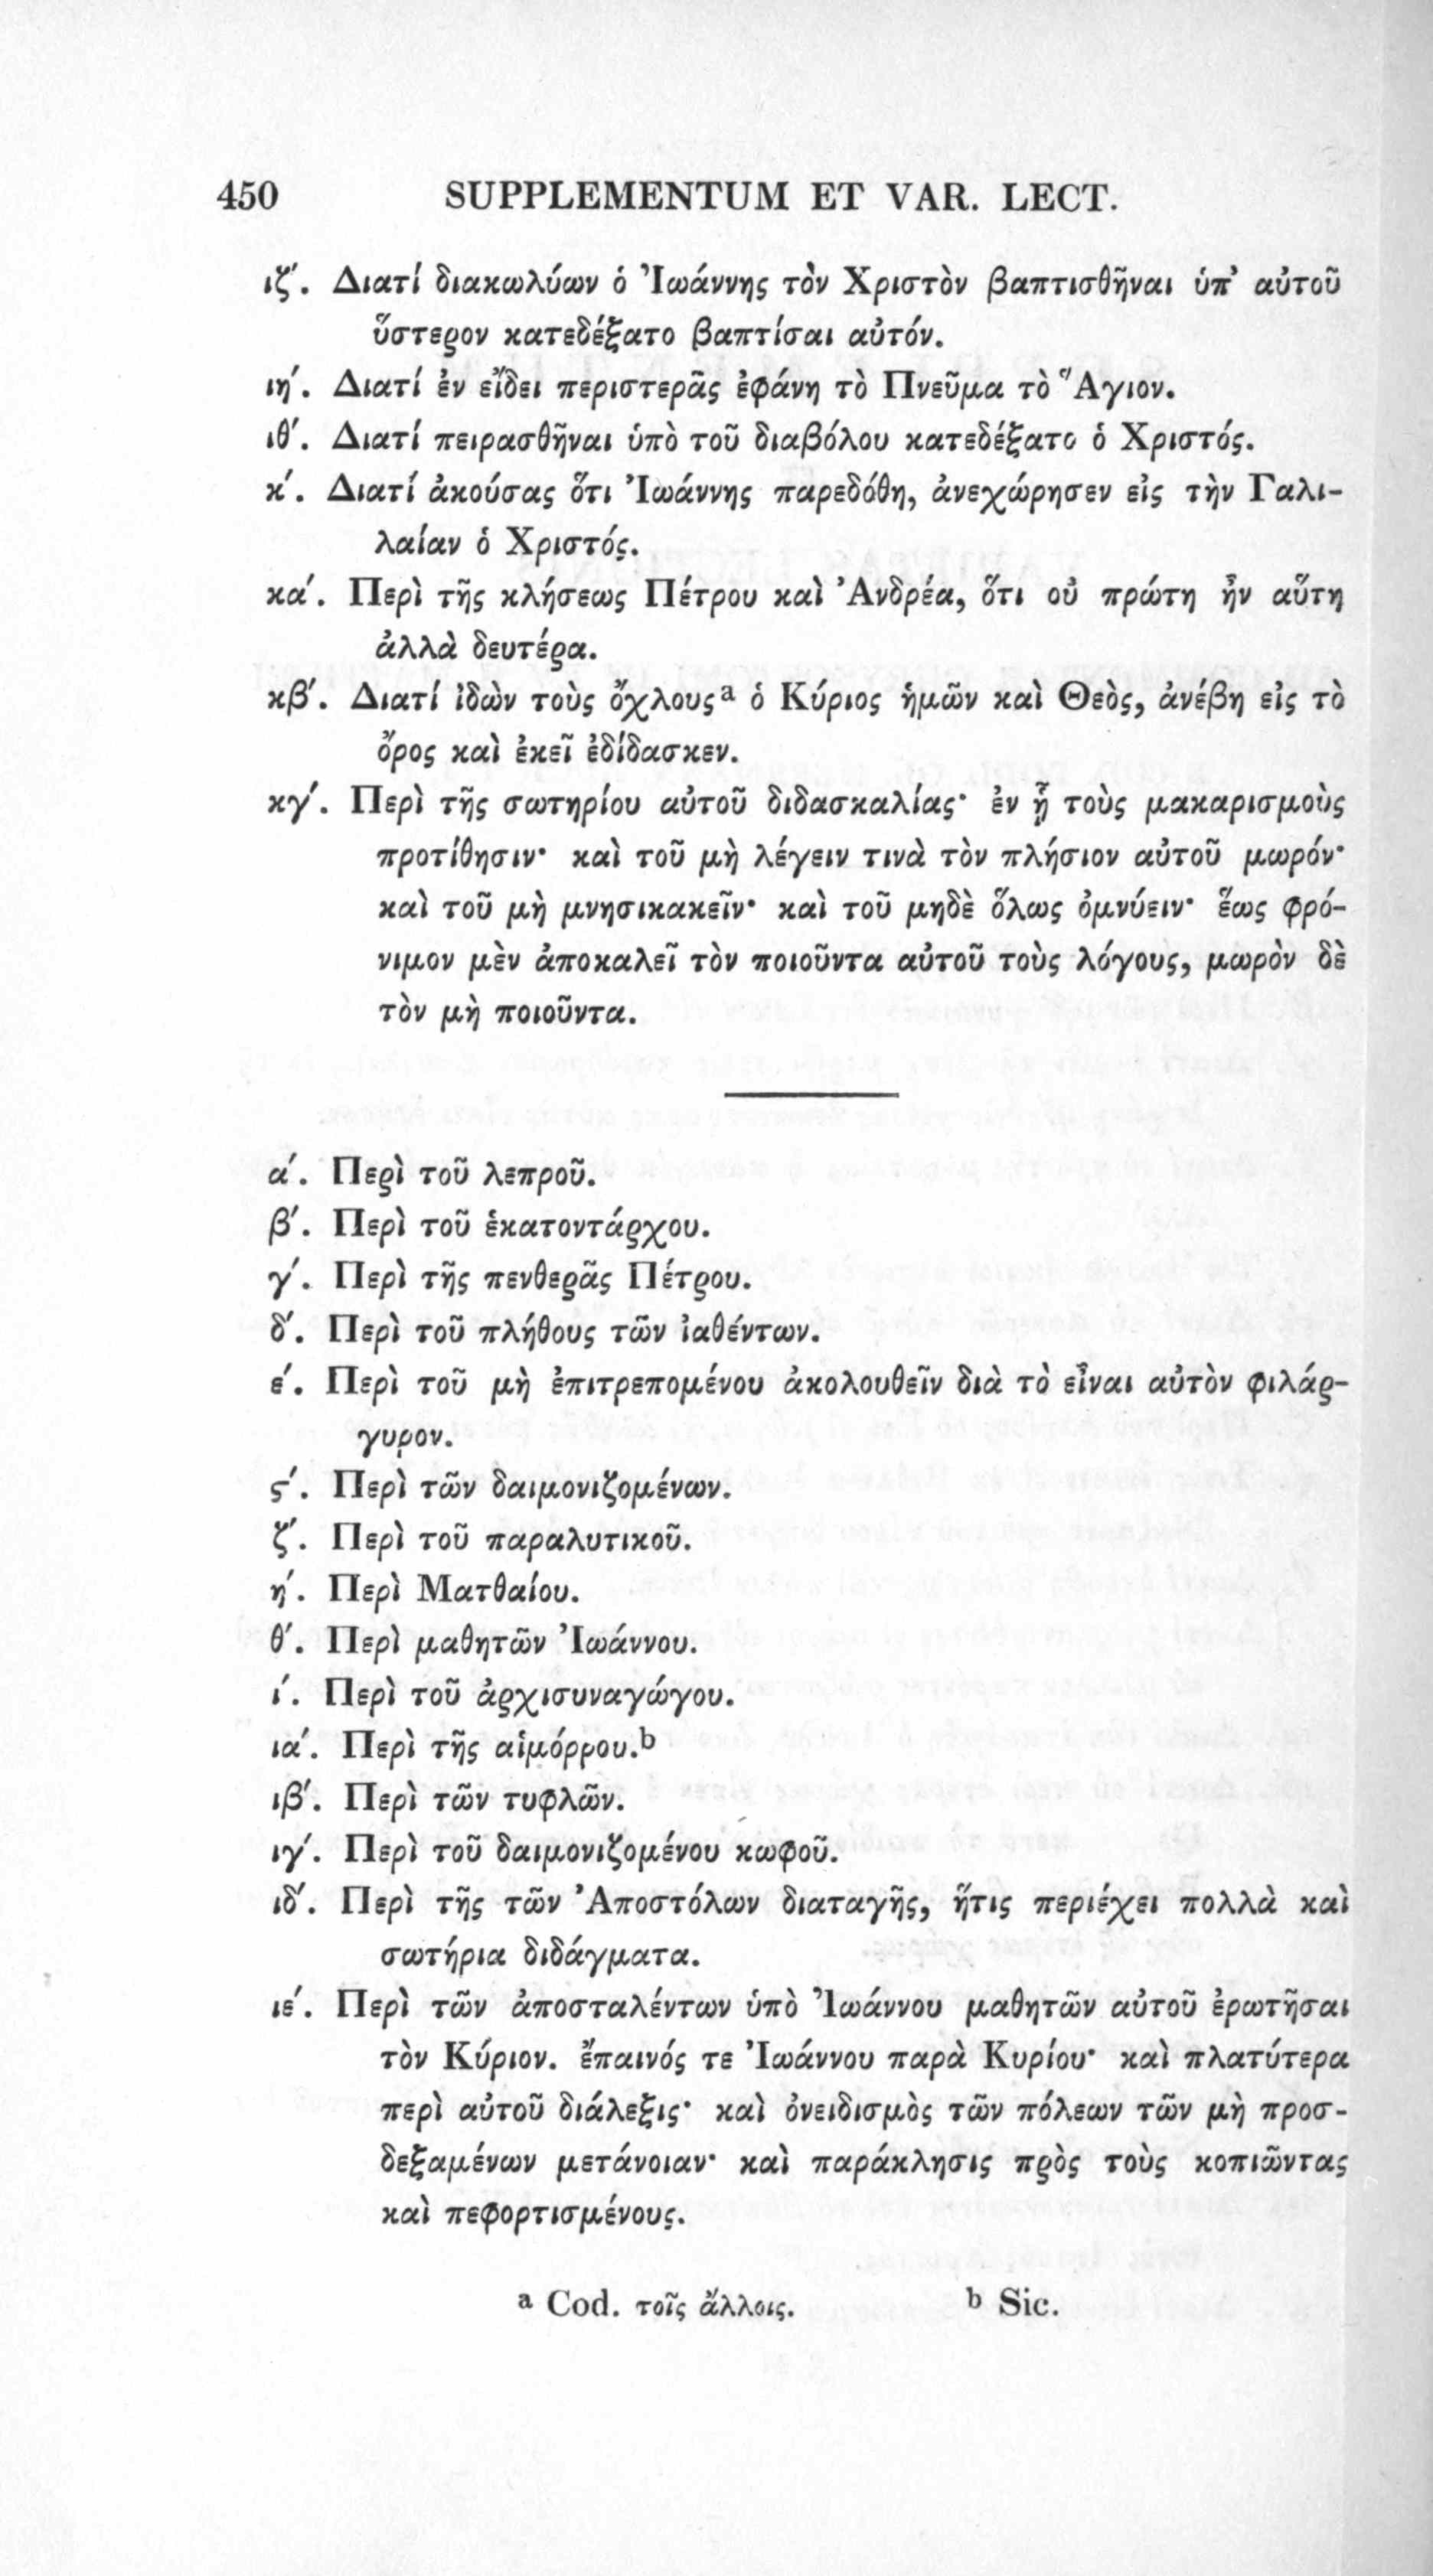 450 SUPPLEMENTUM ET VAR. LECT.
ιζ΄. Διατί διακωλύων ὁ Ἰωάννης τὸν Χριστὸν βαπτισθῆναι ὑπ’ αὐτοῦ
ὕστερον κατεδέξατο βαπτίσαι αὐτόν.
ιη΄. Διατί ἐν εἴδει περιστερᾶς ἐφάνη τὸ Πνεῦμα τὸ Ἅγιον.
ιθ΄. Διατί πειρασθῆναι ὑπὸ τοῦ διαβόλου κατεδέξατο ὁ Χριστός.
κ΄. Διατί ἀκούσας ὅτι Ἰωάννης παρεδόθη, ἀνεχώρησεν εἰς τὴν Γαλι-
λαίαν ὁ Χριστός.
κα΄. Περὶ τῆς κλήσεως Πέτρου καὶ Ἀνδρέα, ὅτι οὐ πρώτη ἦν αὕτη
ἀλλὰ δευτέρα.
κβ΄. Διατί ἰδὼν τοὺς ὄχλους a ὁ Κύριος ἡμῶν καὶ Θεὸς, ἀνέβη εἰς τὸ
ὄρος καὶ ἐκεῖ ἐδίδασκεν.
κγ΄. Περὶ τῆς σωτηρίου αὐτοῦ διδασκαλίας· ἐν ᾗ τοὺς μακαρισμοὺς
προτίθησιν· καὶ τοῦ μὴ λέγειν τινὰ τὸν πλήσιον αὐτοῦ μωρόν·
καὶ τοῦ μὴ μνησικακεῖν· καὶ τοῦ μηδὲ ὅλως ὀμνύειν· ἕως φρό-
νιμον μὲν ἀποκαλεῖ τὸν ποιοῦντα αὐτοῦ τοὺς λόγους, μωρὸν δὲ
τὸν μὴ ποιοῦντα.
α΄. Περὶ τοῦ λεπροῦ.
β΄. Περὶ τοῦ ἑκατοντάρχου.
γ΄. Περὶ τῆς πενθερᾶς Πέτρου.
δ΄. Περὶ τοῦ πλήθους τῶν ἰαθέντων.
ε΄. Περὶ τοῦ μὴ ἐπιτρεπομένου ἀκολουθεῖν διὰ τὸ εἶναι αὐτὸν φιλάρ-
γυρον.
ς΄. Περὶ τῶν δαιμονιζομένων.
ζ΄. Περὶ τοῦ παραλυτικοῦ.
η΄. Περὶ Ματθαίου.
θ΄. Περὶ μαθητῶν Ἰωάννου.
ι΄. Περὶ τοῦ ἀρχισυναγώγου.
ια΄. Περὶ τῆς αἱμόρρου. b
ιβ΄. Περὶ τῶν τυφλῶν.
ιγ΄. Περὶ τοῦ δαιμονιζομένου κωφοῦ.
ιδ΄. Περὶ τῆς τῶν Ἀποστόλων διαταγῆς, ἥτις περιέχει πολλὰ καὶ
σωτήρια διδάγματα.
ιε΄. Περὶ τῶν ἀποσταλέντων ὑπὸ Ἰωάννου μαθητῶν αὐτοῦ ἐρωτῆσαι
τὸν Κύριον. ἔπαινός τε Ἰωάννου παρὰ Κυρίου· καὶ πλατύτερα
περὶ αὐτοῦ διάλεξις· καὶ ὀνειδισμὸς τῶν πόλεων τῶν μὴ προσ-
δεξαμένων μετάνοιαν· καὶ παράκλησις πρὸς τοὺς κοπιῶντας
καὶ πεφορτισμένους.
a Cod. τοῖς ἄλλοις. b Sic.